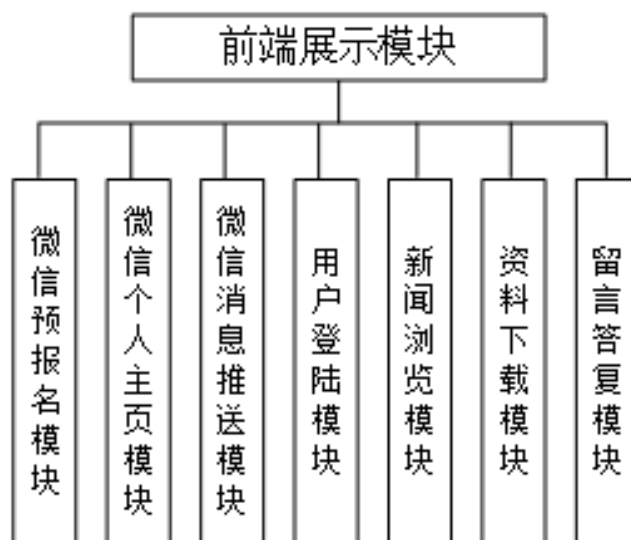 前端展示模块
微信预报名模块
微信个人主页模块
微信消息推送模块
用户登陆模块
新闻浏览模块
资料下载模块
留言答复模块